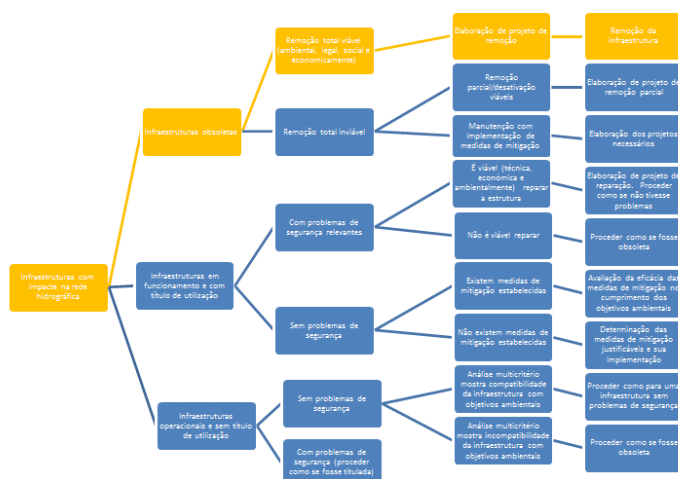 Remoção total viável
(ambiental, legal, social e
economicamente)
Elaboração de projeto de
remoção
Remoção da
infraestrutura
Infraestruturas obsoletas
Remoção total inviável
Remoção
parcial/desativação
viáveis
Elaboração de projeto de
remoção parcial
Manutenção com
implementação de
medidas de mitigação
Elaboração dos projetos
necessários
Infraestruturas com
impacte na rede
hidrográfica
Infraestruturas em
funcionamento e com
título de utilização
Com problemas de
segurança relevantes
É viável (técnica,
económica e
ambientalmente) reparar
a estrutura
Elaboração de projeto de
reparação. Proceder
como se não tivesse
problemas
Não é viável reparar
Proceder como se fosse
obsoleta
Sem problemas de
segurança
Existem medidas de
mitigação estabelecidas
Avaliação da eficácia das
medidas de mitigação no
cumprimento dos
objetivos ambientais
Não existem medidas de
mitigação estabelecidas
Determinação das
medidas de mitigação
justificáveis e sua
implementação
Infraestruturas
operacionais e sem título
de utilização
Sem problemas de
segurança
Análise multicritério
mostra compatibilidade
da infraestrutura com
objetivos ambientais
Proceder como para uma
infraestrutura sem
problemas de segurança
Análise multicritério
mostra incompatibilidade
da infraestrutura com
objetivos ambientais
Proceder como se fosse
obsoleta
Com problemas de
segurança (proceder
como se fosse titulada)